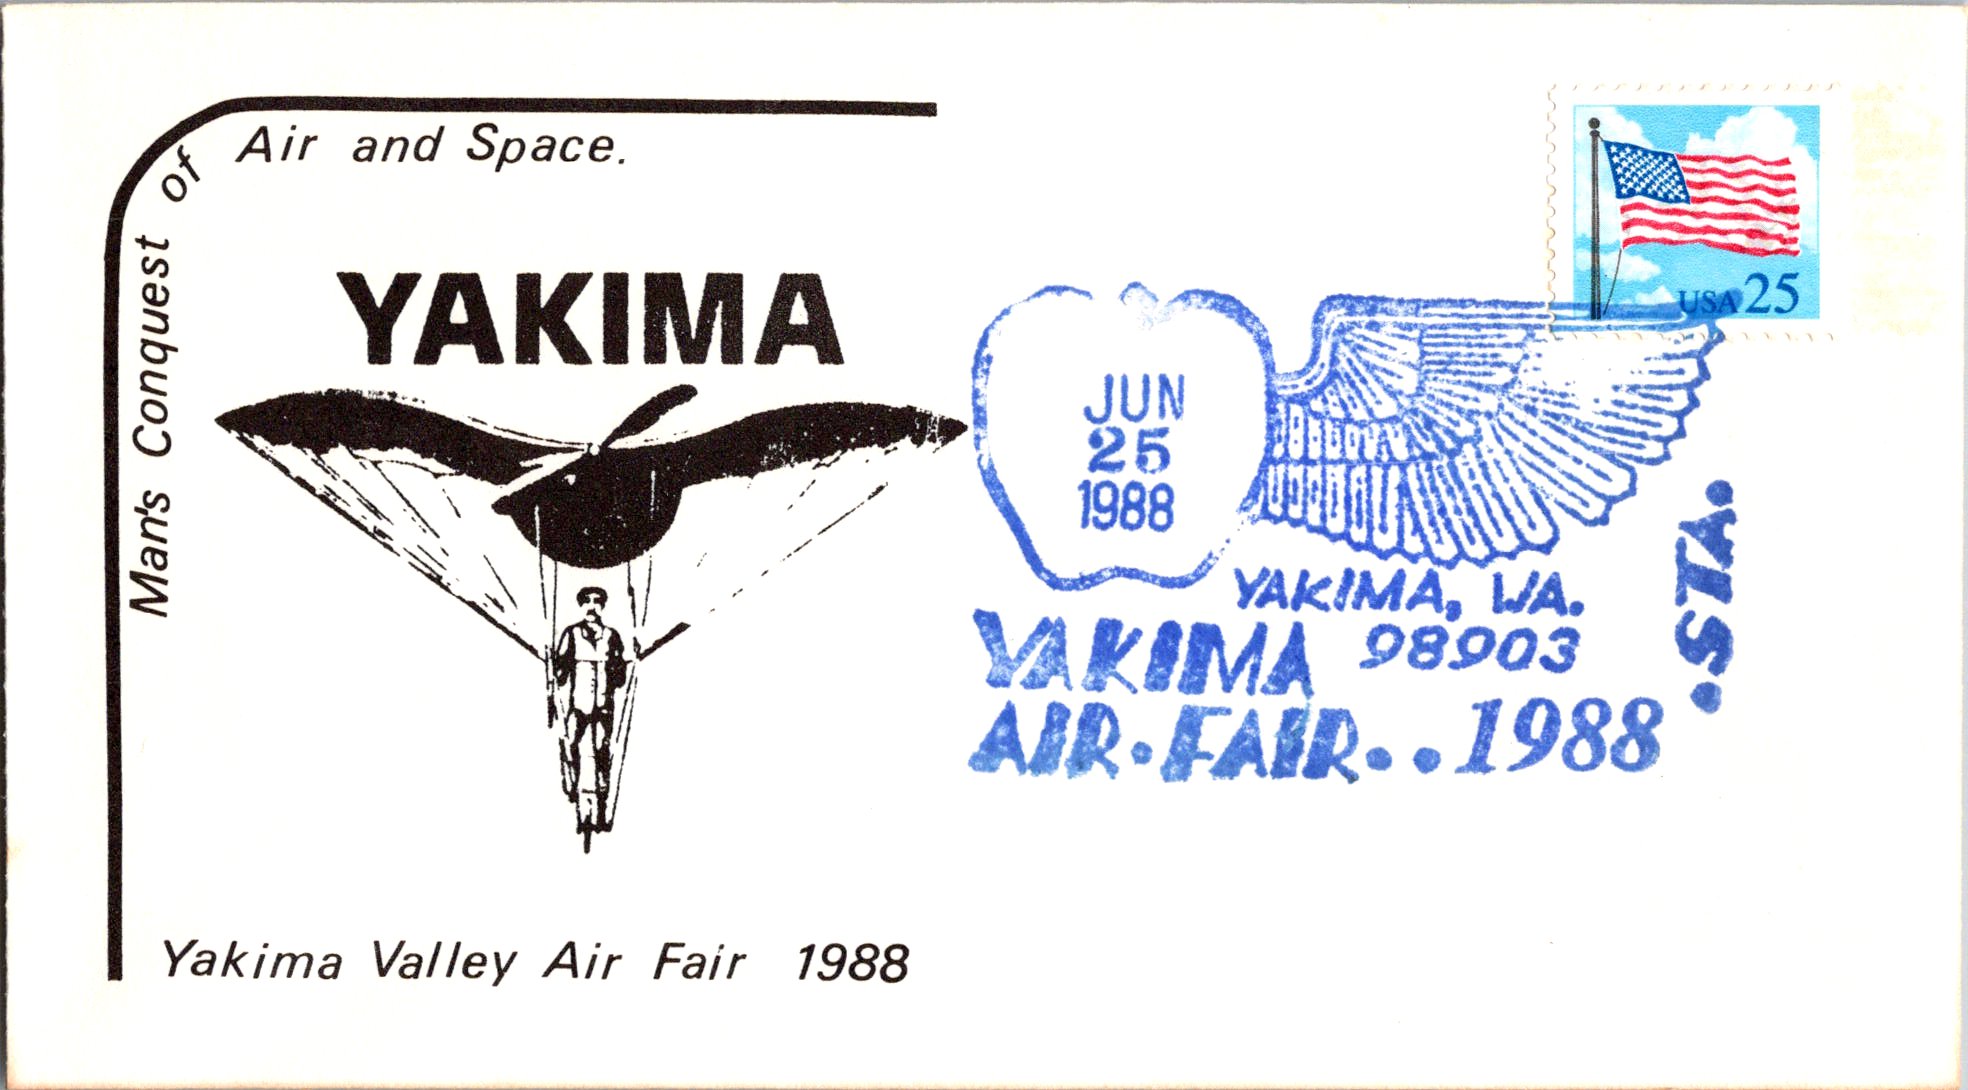 Man's Conquest of Air and Space.
YAKIMA
Yakima Valley Air Fair 1988
USA 25
JUN
25
1988
YAKIMA, WA.
98903
YAKIMA
AIR·FAIR..1988
.STA.